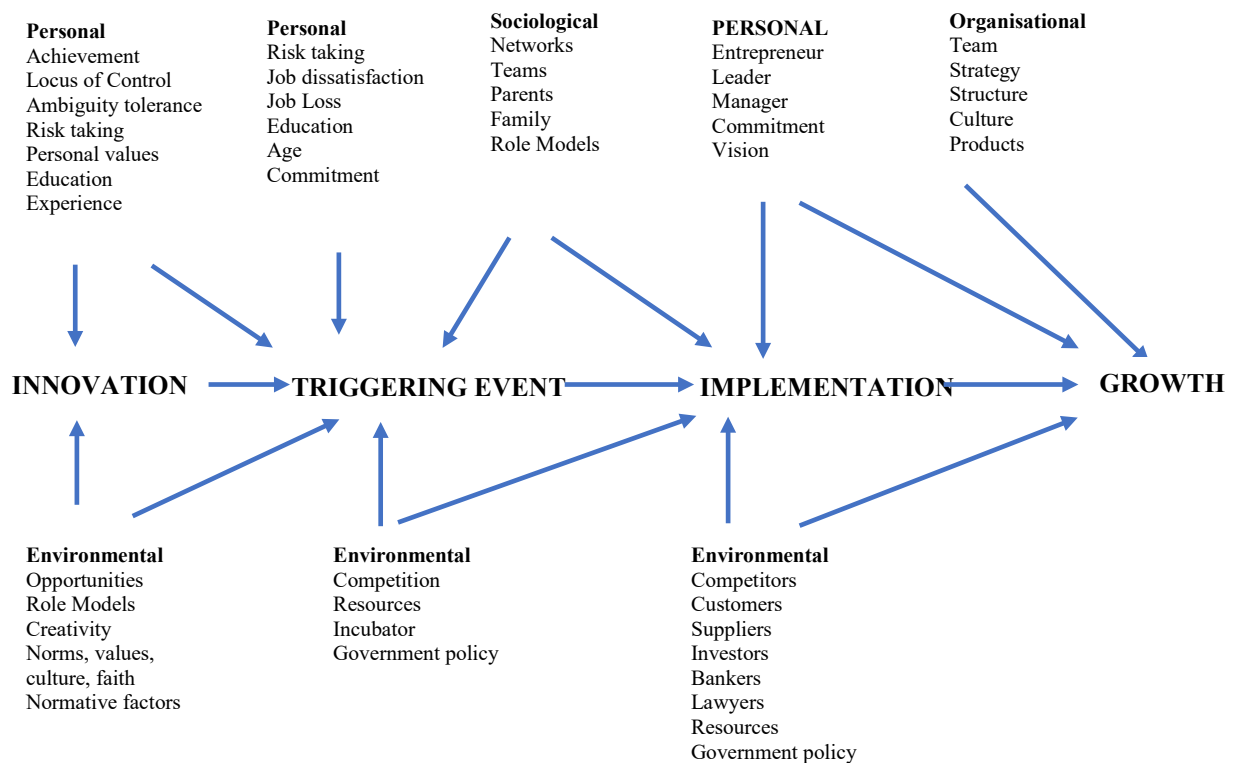 Personal
Achievement
Locus of Control
Ambiguity tolerance
Risk taking
Personal values
Education
Experience
Personal
Risk taking
Job dissatisfaction
Job Loss
Education
Age
Commitment
Sociological
Networks
Teams
Parents
Family
Role Models
PERSONAL
Entrepreneur
Leader
Manager
Commitment
Vision
Organisational
Team
Strategy
Structure
Culture
Products
INNOVATION
TRIGGERING EVENT
IMPLEMENTATION
GROWTH
Environmental
Opportunities
Role Models
Creativity
Norms, values,
culture, faith
Normative factors
Environmental
Competition
Resources
Incubator
Government policy
Environmental
Competitors
Customers
Suppliers
Investors
Bankers
Lawyers
Resources
Government policy